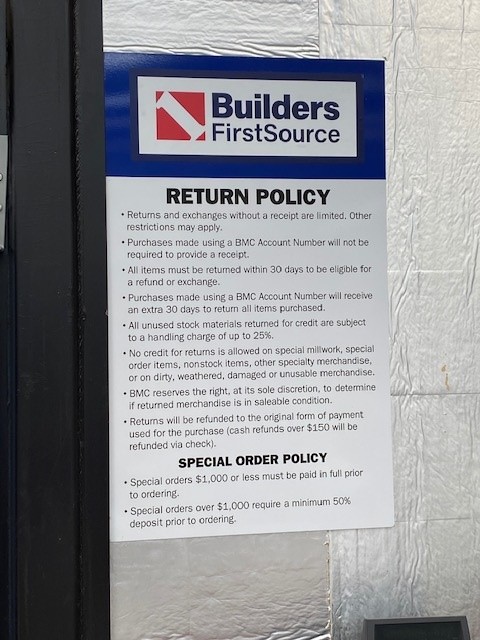 Builders
FirstSource
RETURN POLICY
• Returns and exchanges without a receipt are limited. Other
restrictions may apply.
• Purchases made using a BMC Account Number will not be
required to provide a receipt.
• All items must be returned within 30 days to be eligible for
a refund or exchange.
• Purchases made using a BMC Account Number will receive
an extra 30 days to return all items purchased.
• All unused stock materials returned for credit are subject
to a handling charge of up to 25%.
• No credit for returns is allowed on special millwork, special
order items, nonstock items, other specialty merchandise,
or on dirty, weathered, damaged or unusable merchandise.
• BMC reserves the right, at its sole discretion, to determine
if returned merchandise is in saleable condition.
• Returns will be refunded to the original form of payment
used for the purchase (cash refunds over $150 will be
refunded via check).
SPECIAL ORDER POLICY
• Special orders $1,000 or less must be paid in full prior
to ordering.
• Special orders over $1,000 require a minimum 50%
deposit prior to ordering.